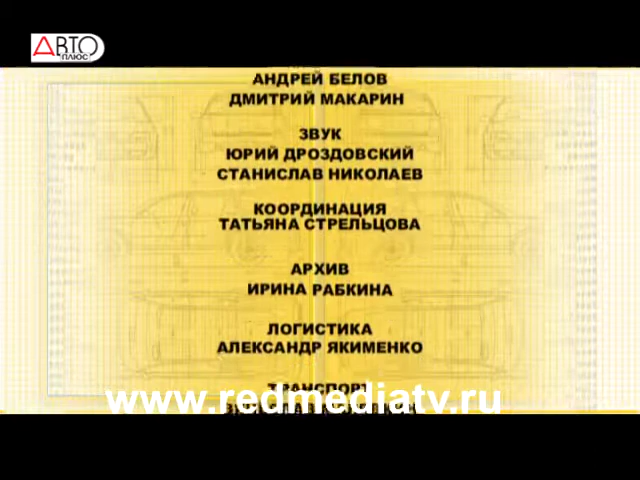 АВТО
ПЛЮС
АНДРЕЙ БЕЛОВ
ДМИТРИЙ МАКАРИН
ЗВУК
ЮРИЙ ДРОЗДОВСКИЙ
СТАНИСЛАВ НИКОЛАЕВ
КООРДИНАЦИЯ
ТАТЬЯНА СТРЕЛЬЦОВА
АРХИВ
ИРИНА РАБКИНА
ЛОГИСТИКА
АЛЕКСАНДР ЯКИМЕНКО
ТРАНСПОРТ
www.redmediatv.ru